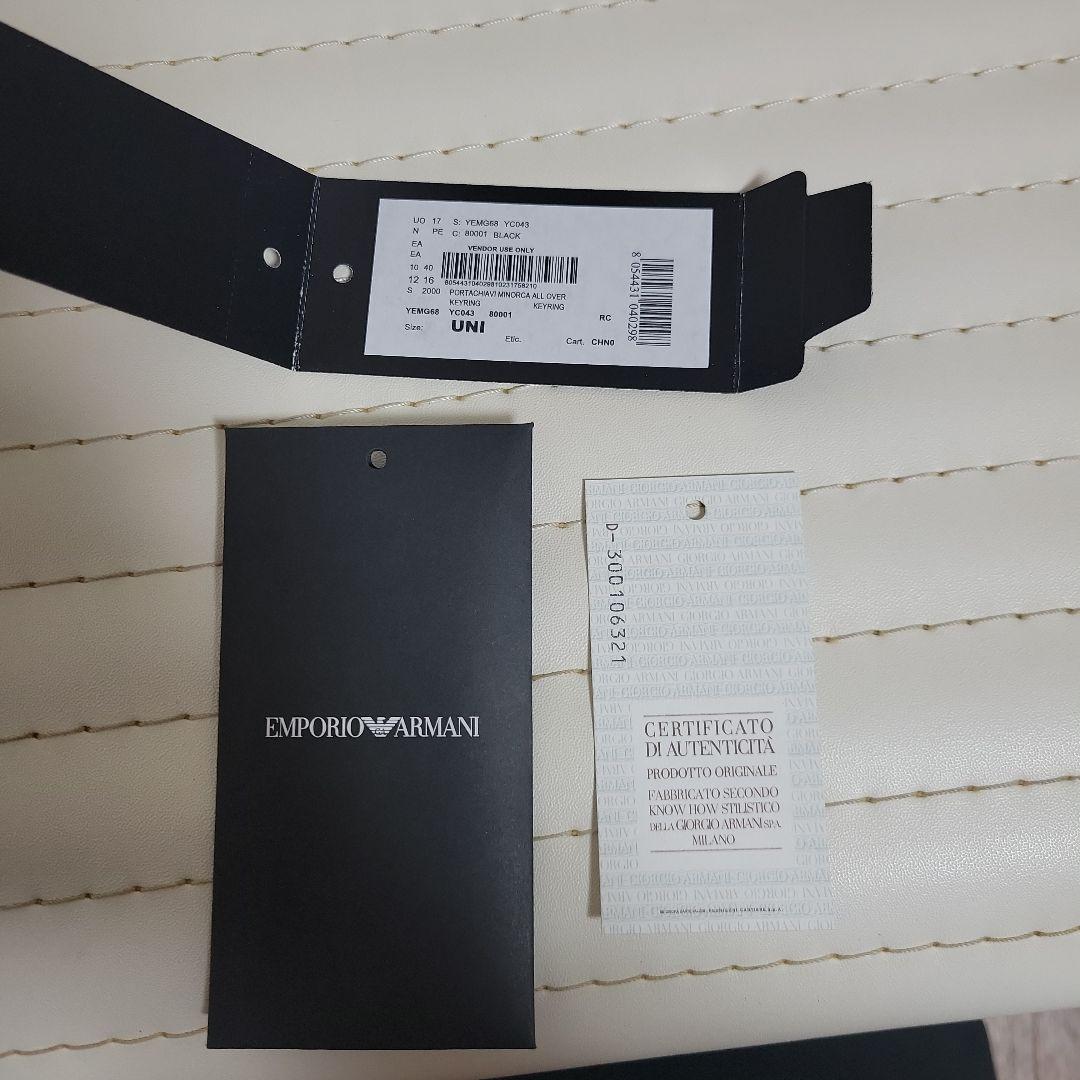 UO 17 S: YEMG68 YC043
N PE C: 80001 BLACK
EA VENDOR USE ONLY
EA
10 40
12 16 805443104029810231758210
S 2000 PORTACHIAVI MINORCA ALL OVER
KEYRING KEYRING
YEMG68 YC043 80001 RC
Size: UNI
Etic. Cart. CHN0
8 054431 040298
EMPORIO ARMANI
D-300106321
CERTIFICATO
DI AUTENTICITÀ
PRODOTTO ORIGINALE
FABBRICATO SECONDO
KNOW HOW STILISTICO
DELLA GIORGIO ARMANI SPA.
MILANO